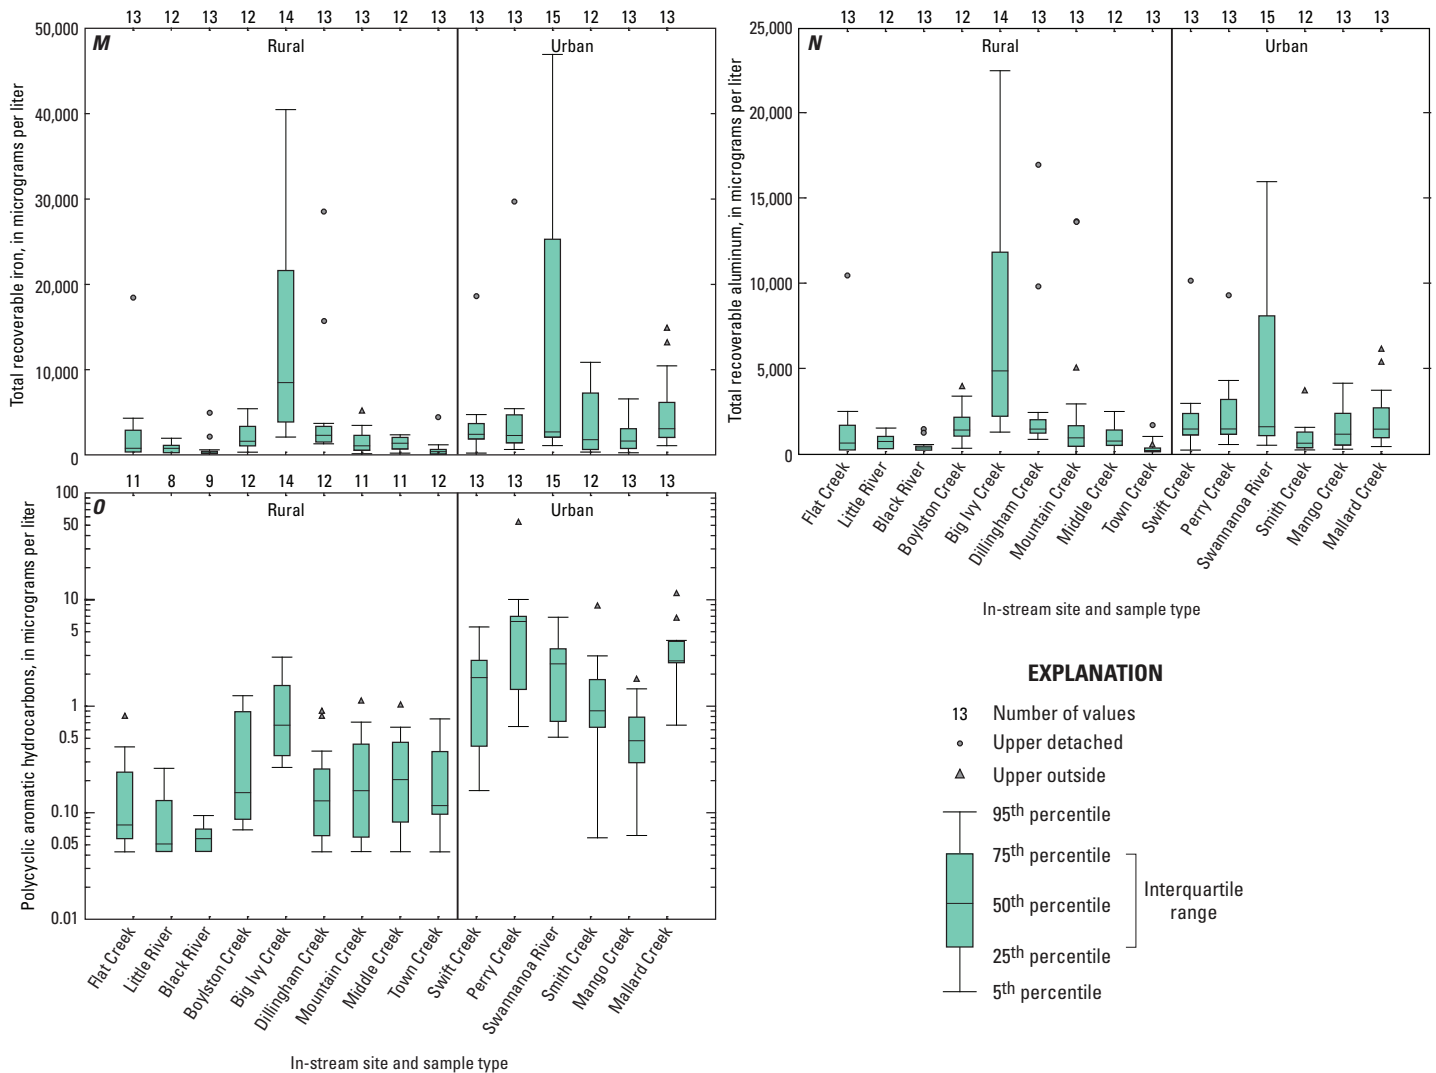 13 12 13 12 14 13 13 12 13 13 13 15 12 13 13
M Rural Urban
Total recoverable iron, in micrograms per liter
50,000
40,000
30,000
20,000
10,000
0
13 12 13 12 14 13 13 12 13 13 13 15 12 13 13
N Rural Urban
Total recoverable aluminum, in micrograms per liter
25,000
20,000
15,000
10,000
5,000
0
Flat Creek
Little River
Black River
Boylston Creek
Big Ivy Creek
Dillingham Creek
Mountain Creek
Middle Creek
Town Creek
Swift Creek
Perry Creek
Swannanoa River
Smith Creek
Mango Creek
Mallard Creek
In-stream site and sample type
11 8 9 12 14 12 11 11 12 13 13 15 12 13 13
O Rural Urban
Polycyclic aromatic hydrocarbons, in micrograms per liter
100
50
10
5
1
0.5
0.10
0.05
0.01
Flat Creek
Little River
Black River
Boylston Creek
Big Ivy Creek
Dillingham Creek
Mountain Creek
Middle Creek
Town Creek
Swift Creek
Perry Creek
Swannanoa River
Smith Creek
Mango Creek
Mallard Creek
In-stream site and sample type
EXPLANATION
13 Number of values
Upper detached
Upper outside
95th percentile
75th percentile
50th percentile
25th percentile
5th percentile
Interquartile
range